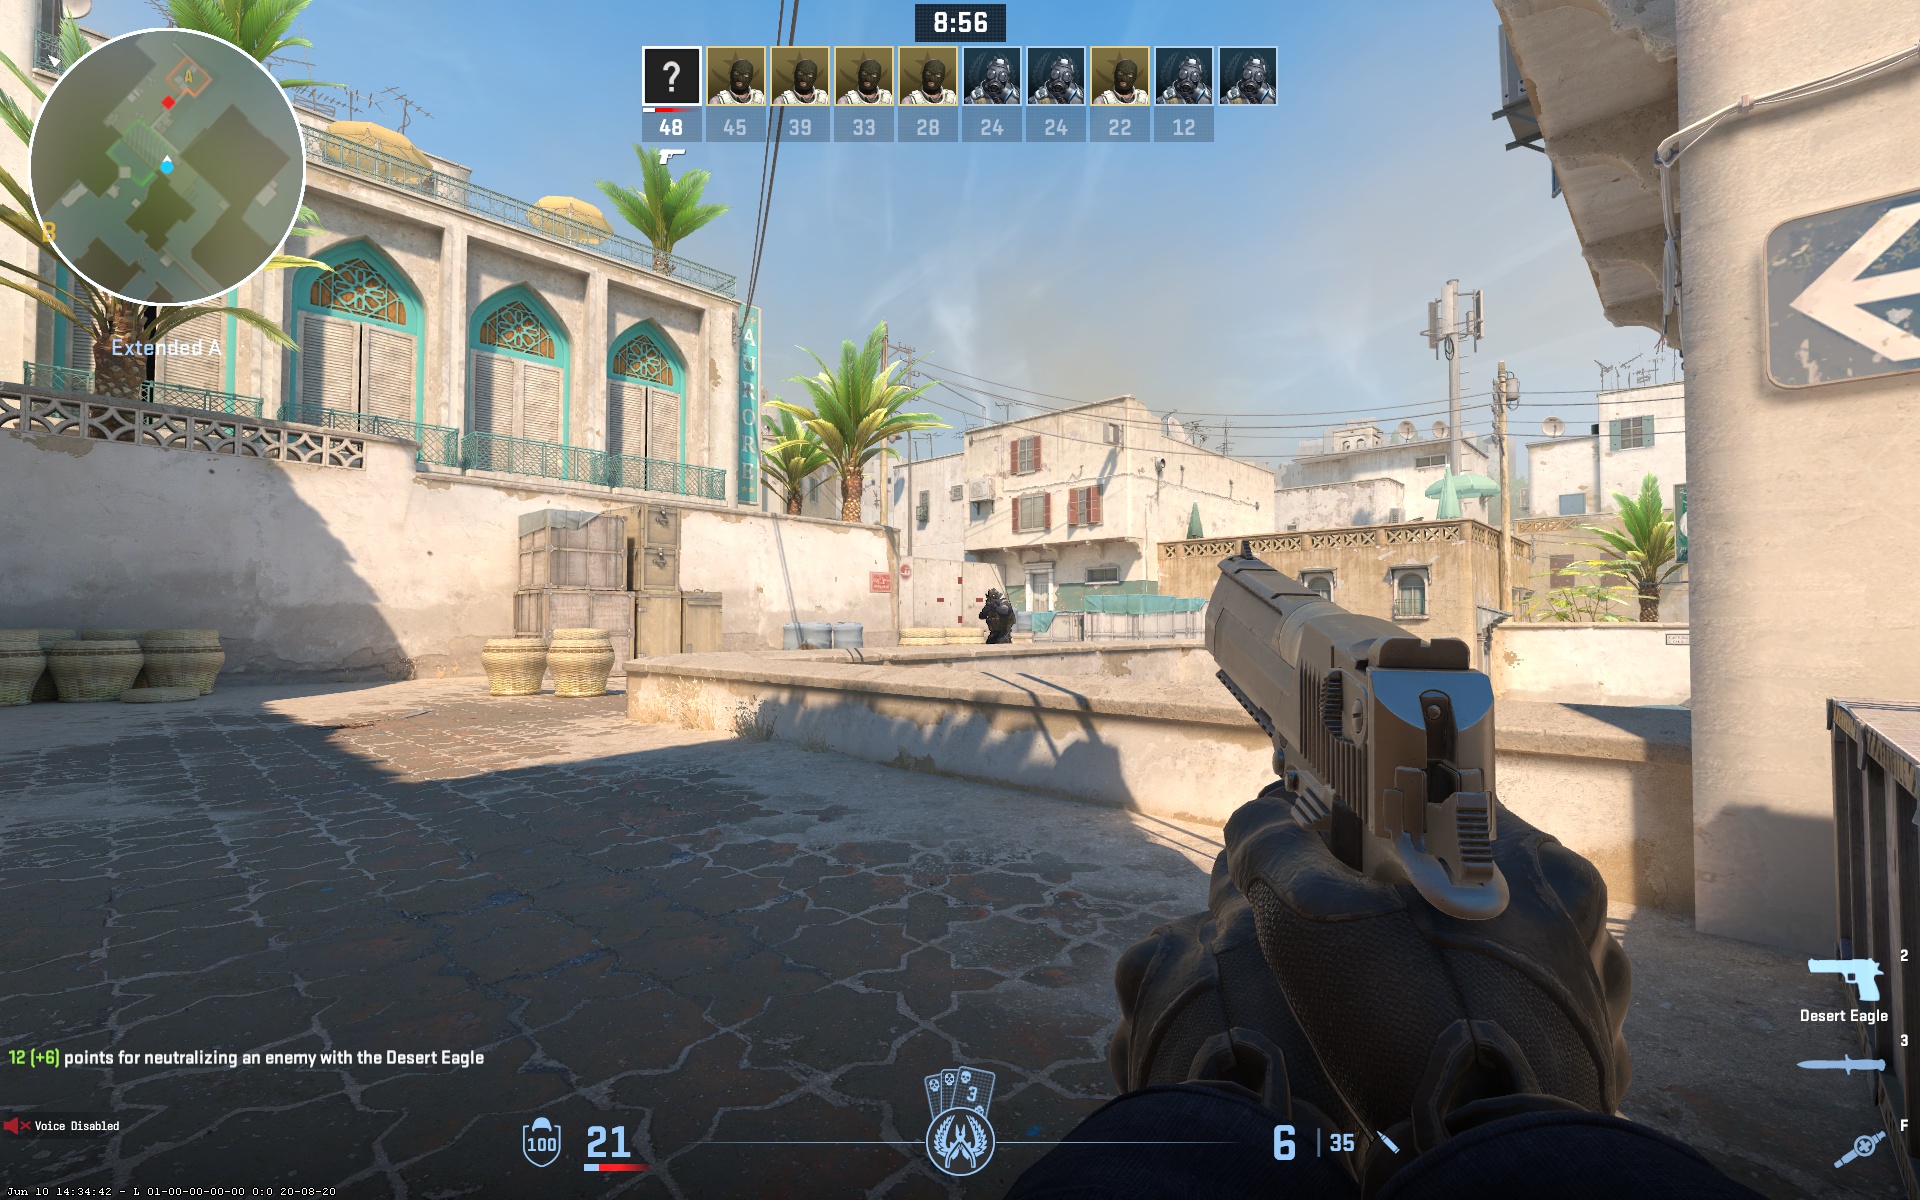 8:56
?
48 45 39 33 28 24 24 22 12
A
B
Extended A
AURORE
2
Desert Eagle
3
12 (+6) points for neutralizing an enemy with the Desert Eagle
3
Voice Disabled
F
100
21
6 | 35
Jun 10 14:34:42 - L 01-00-00-00-00 0:0 20-08-20